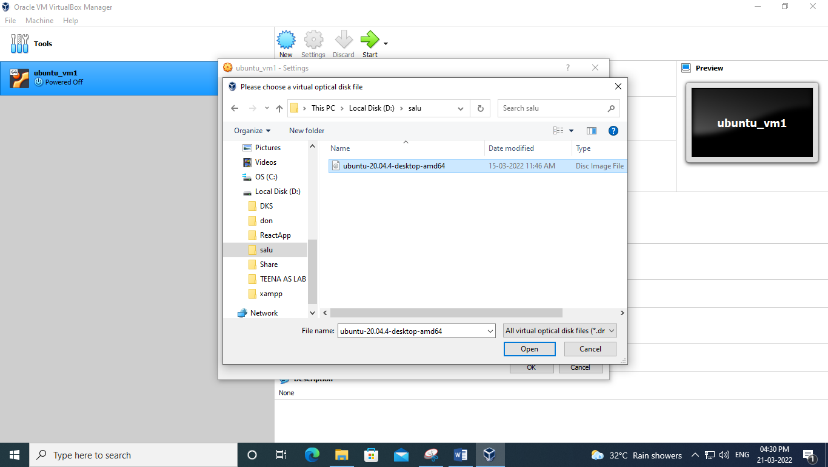 Oracle VM VirtualBox Manager
File Machine Help
Tools
New Settings Discard Start
ubuntu_vm1
Powered Off
ubuntu_vm1 - Settings
?
Please choose a virtual optical disk file
This PC > Local Disk (D:) > salu
Search salu
Organize
New folder
Pictures
Videos
OS (C:)
Local Disk (D:)
DKS
don
ReactApp
salu
Share
TEENA AS LAB
xampp
Network
Name Date modified Type
ubuntu-20.04.4-desktop-amd64 15-03-2022 11:46 AM Disc Image File
File name: ubuntu-20.04.4-desktop-amd64 All virtual optical disk files (*.dr
Open Cancel
OK Cancel
Preview
ubuntu_vm1
Description
None
Type here to search
32°C Rain showers
ENG
04:30 PM
21-03-2022
1